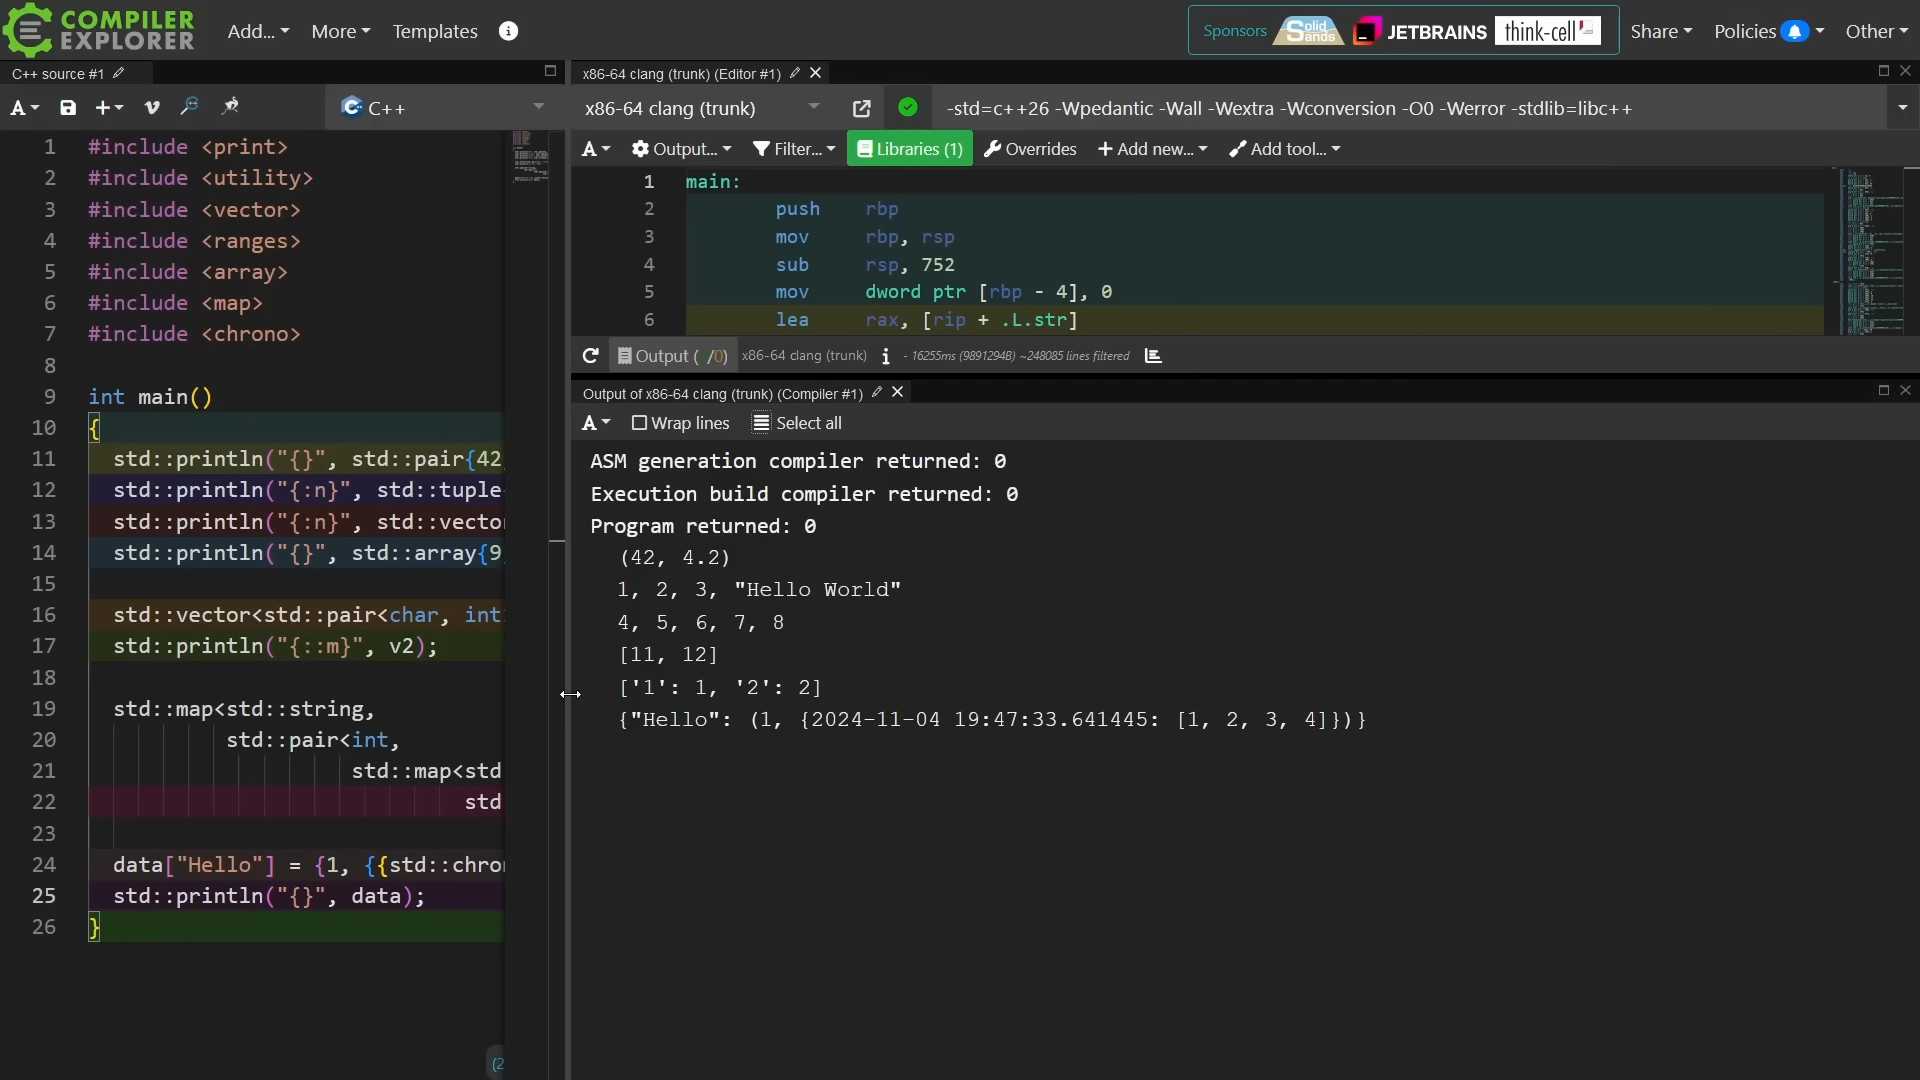 COMPILER EXPLORER
Add... More Templates
Sponsors Solid Sands JETBRAINS think-cell Share Policies Other
C++ source #1
A C++
1 #include <print>
2 #include <utility>
3 #include <vector>
4 #include <ranges>
5 #include <array>
6 #include <map>
7 #include <chrono>
8
9 int main()
10 {
11 std::println("{}", std::pair{42
12 std::println("{:n}", std::tuple
13 std::println("{:n}", std::vecto
14 std::println("{}", std::array{9
15
16 std::vector<std::pair<char, int
17 std::println("{::m}", v2);
18
19 std::map<std::string,
20 std::pair<int,
21 std::map<std
22 std
23
24 data["Hello"] = {1, {{std::chro
25 std::println("{}", data);
26 }
(2
x86-64 clang (trunk) (Editor #1)
x86-64 clang (trunk) -std=c++26 -Wpedantic -Wall -Wextra -Wconversion -O0 -Werror -stdlib=libc++
A Output... Filter... Libraries (1) Overrides + Add new... Add tool...
1 main:
2 push rbp
3 mov rbp, rsp
4 sub rsp, 752
5 mov dword ptr [rbp - 4], 0
6 lea rax, [rip + .L.str]
Output ( /0) x86-64 clang (trunk) i - 16255ms (9891294B) ~248085 lines filtered
Output of x86-64 clang (trunk) (Compiler #1)
A Wrap lines Select all
ASM generation compiler returned: 0
Execution build compiler returned: 0
Program returned: 0
(42, 4.2)
1, 2, 3, "Hello World"
4, 5, 6, 7, 8
[11, 12]
['1': 1, '2': 2]
{"Hello": (1, {2024-11-04 19:47:33.641445: [1, 2, 3, 4]})}